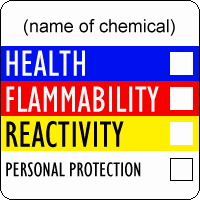 (name of chemical)
HEALTH
FLAMMABILITY
REACTIVITY
PERSONAL PROTECTION